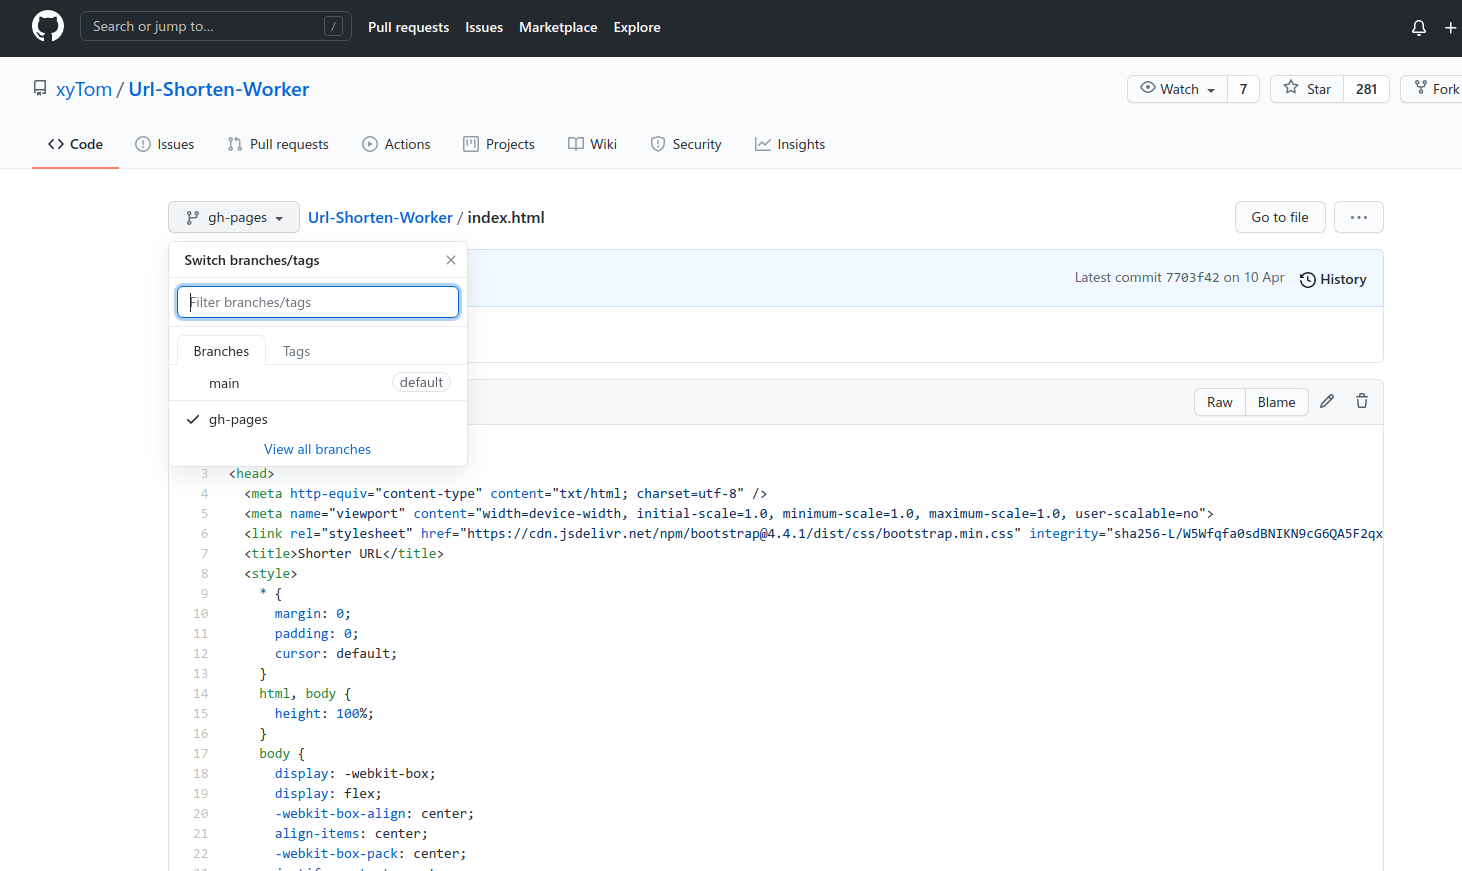 Search or jump to... / Pull requests Issues Marketplace Explore
xyTom / Url-Shorten-Worker Watch 7 Star 281 Fork
Code Issues Pull requests Actions Projects Wiki Security Insights
gh-pages Url-Shorten-Worker / index.html Go to file ...
Switch branches/tags
Latest commit 7703f42 on 10 Apr History
Filter branches/tags
Branches Tags
main default
Raw Blame
gh-pages
View all branches
3 <head>
4 <meta http-equiv="content-type" content="txt/html; charset=utf-8" />
5 <meta name="viewport" content="width=device-width, initial-scale=1.0, minimum-scale=1.0, maximum-scale=1.0, user-scalable=no">
6 <link rel="stylesheet" href="https://cdn.jsdelivr.net/npm/bootstrap@4.4.1/dist/css/bootstrap.min.css" integrity="sha256-L/W5Wfqfa0sdBNIKN9cG6QA5F2qx
7 <title>Shorter URL</title>
8 <style>
9 * {
10 margin: 0;
11 padding: 0;
12 cursor: default;
13 }
14 html, body {
15 height: 100%;
16 }
17 body {
18 display: -webkit-box;
19 display: flex;
20 -webkit-box-align: center;
21 align-items: center;
22 -webkit-box-pack: center;